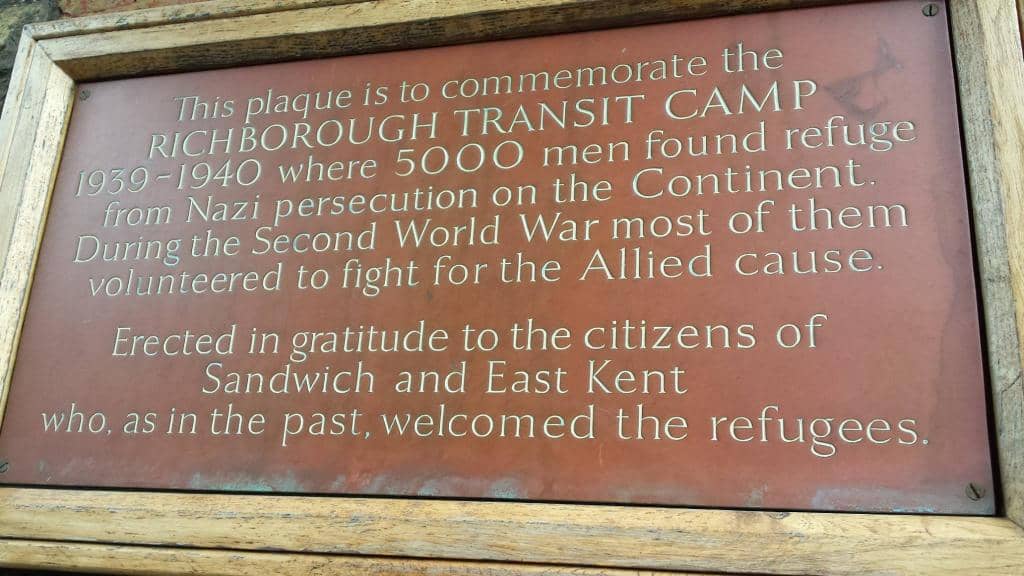 This plaque is to commemorate the
RICHBOROUGH TRANSIT CAMP
1939-1940 where 5000 men found refuge
from Nazi persecution on the Continent.
During the Second World War most of them
volunteered to fight for the Allied cause.
Erected in gratitude to the citizens of
Sandwich and East Kent
who, as in the past, welcomed the refugees.